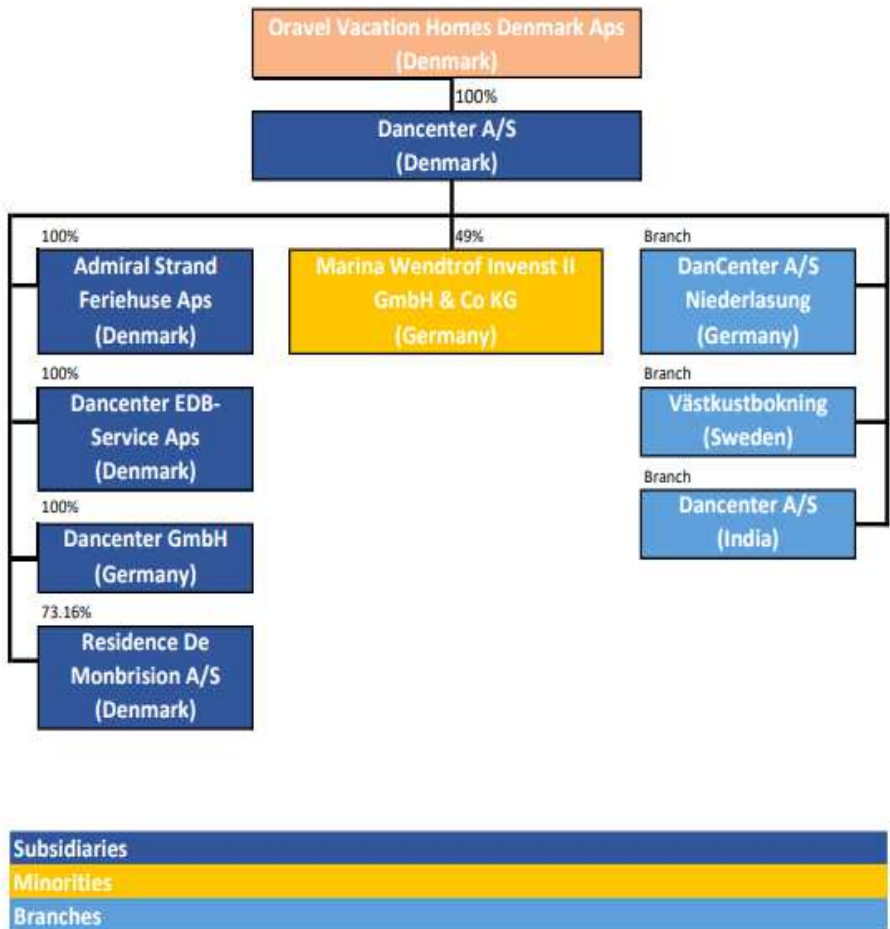 Oravel Vacation Homes Denmark Aps
(Denmark)
100%
Dancenter A/S
(Denmark)
100%
Admiral Strand
Feriehuse Aps
(Denmark)
100%
Dancenter EDB-
Service Aps
(Denmark)
100%
Dancenter GmbH
(Germany)
73.16%
Residence De
Monbrision A/S
(Denmark)
49%
Marina Wendtrof Invenst II
GmbH & Co KG
(Germany)
Branch
DanCenter A/S
Niederlasung
(Germany)
Branch
Västkustbokning
(Sweden)
Branch
Dancenter A/S
(India)
Subsidiaries
Minorities
Branches